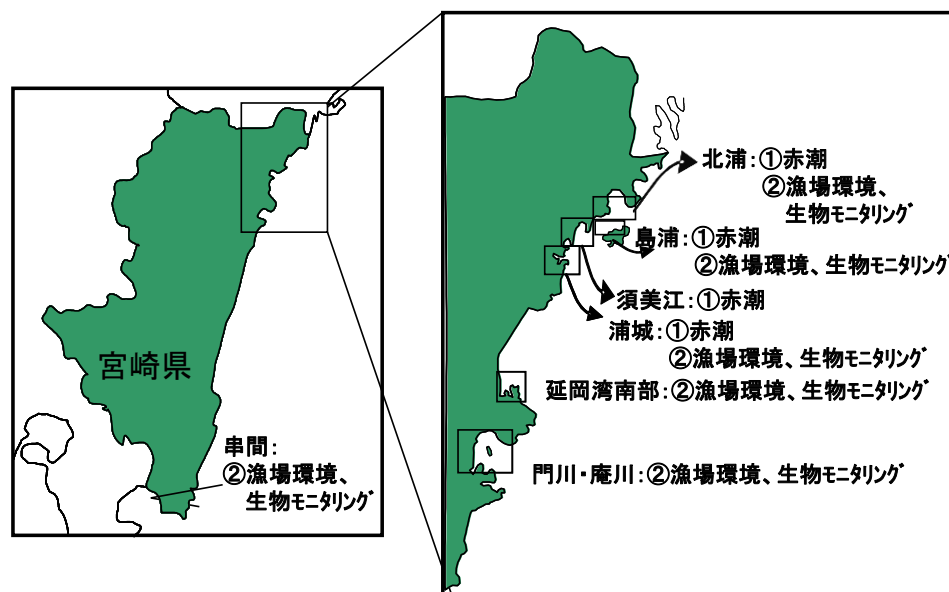 宮崎県
串間:
②漁場環境、
生物モニタリング
北浦:①赤潮
②漁場環境、
生物モニタリング
島浦:①赤潮
②漁場環境、生物モニタリング
須美江:①赤潮
浦城:①赤潮
②漁場環境、生物モニタリング
延岡湾南部:②漁場環境、生物モニタリング
門川・庵川:②漁場環境、生物モニタリング